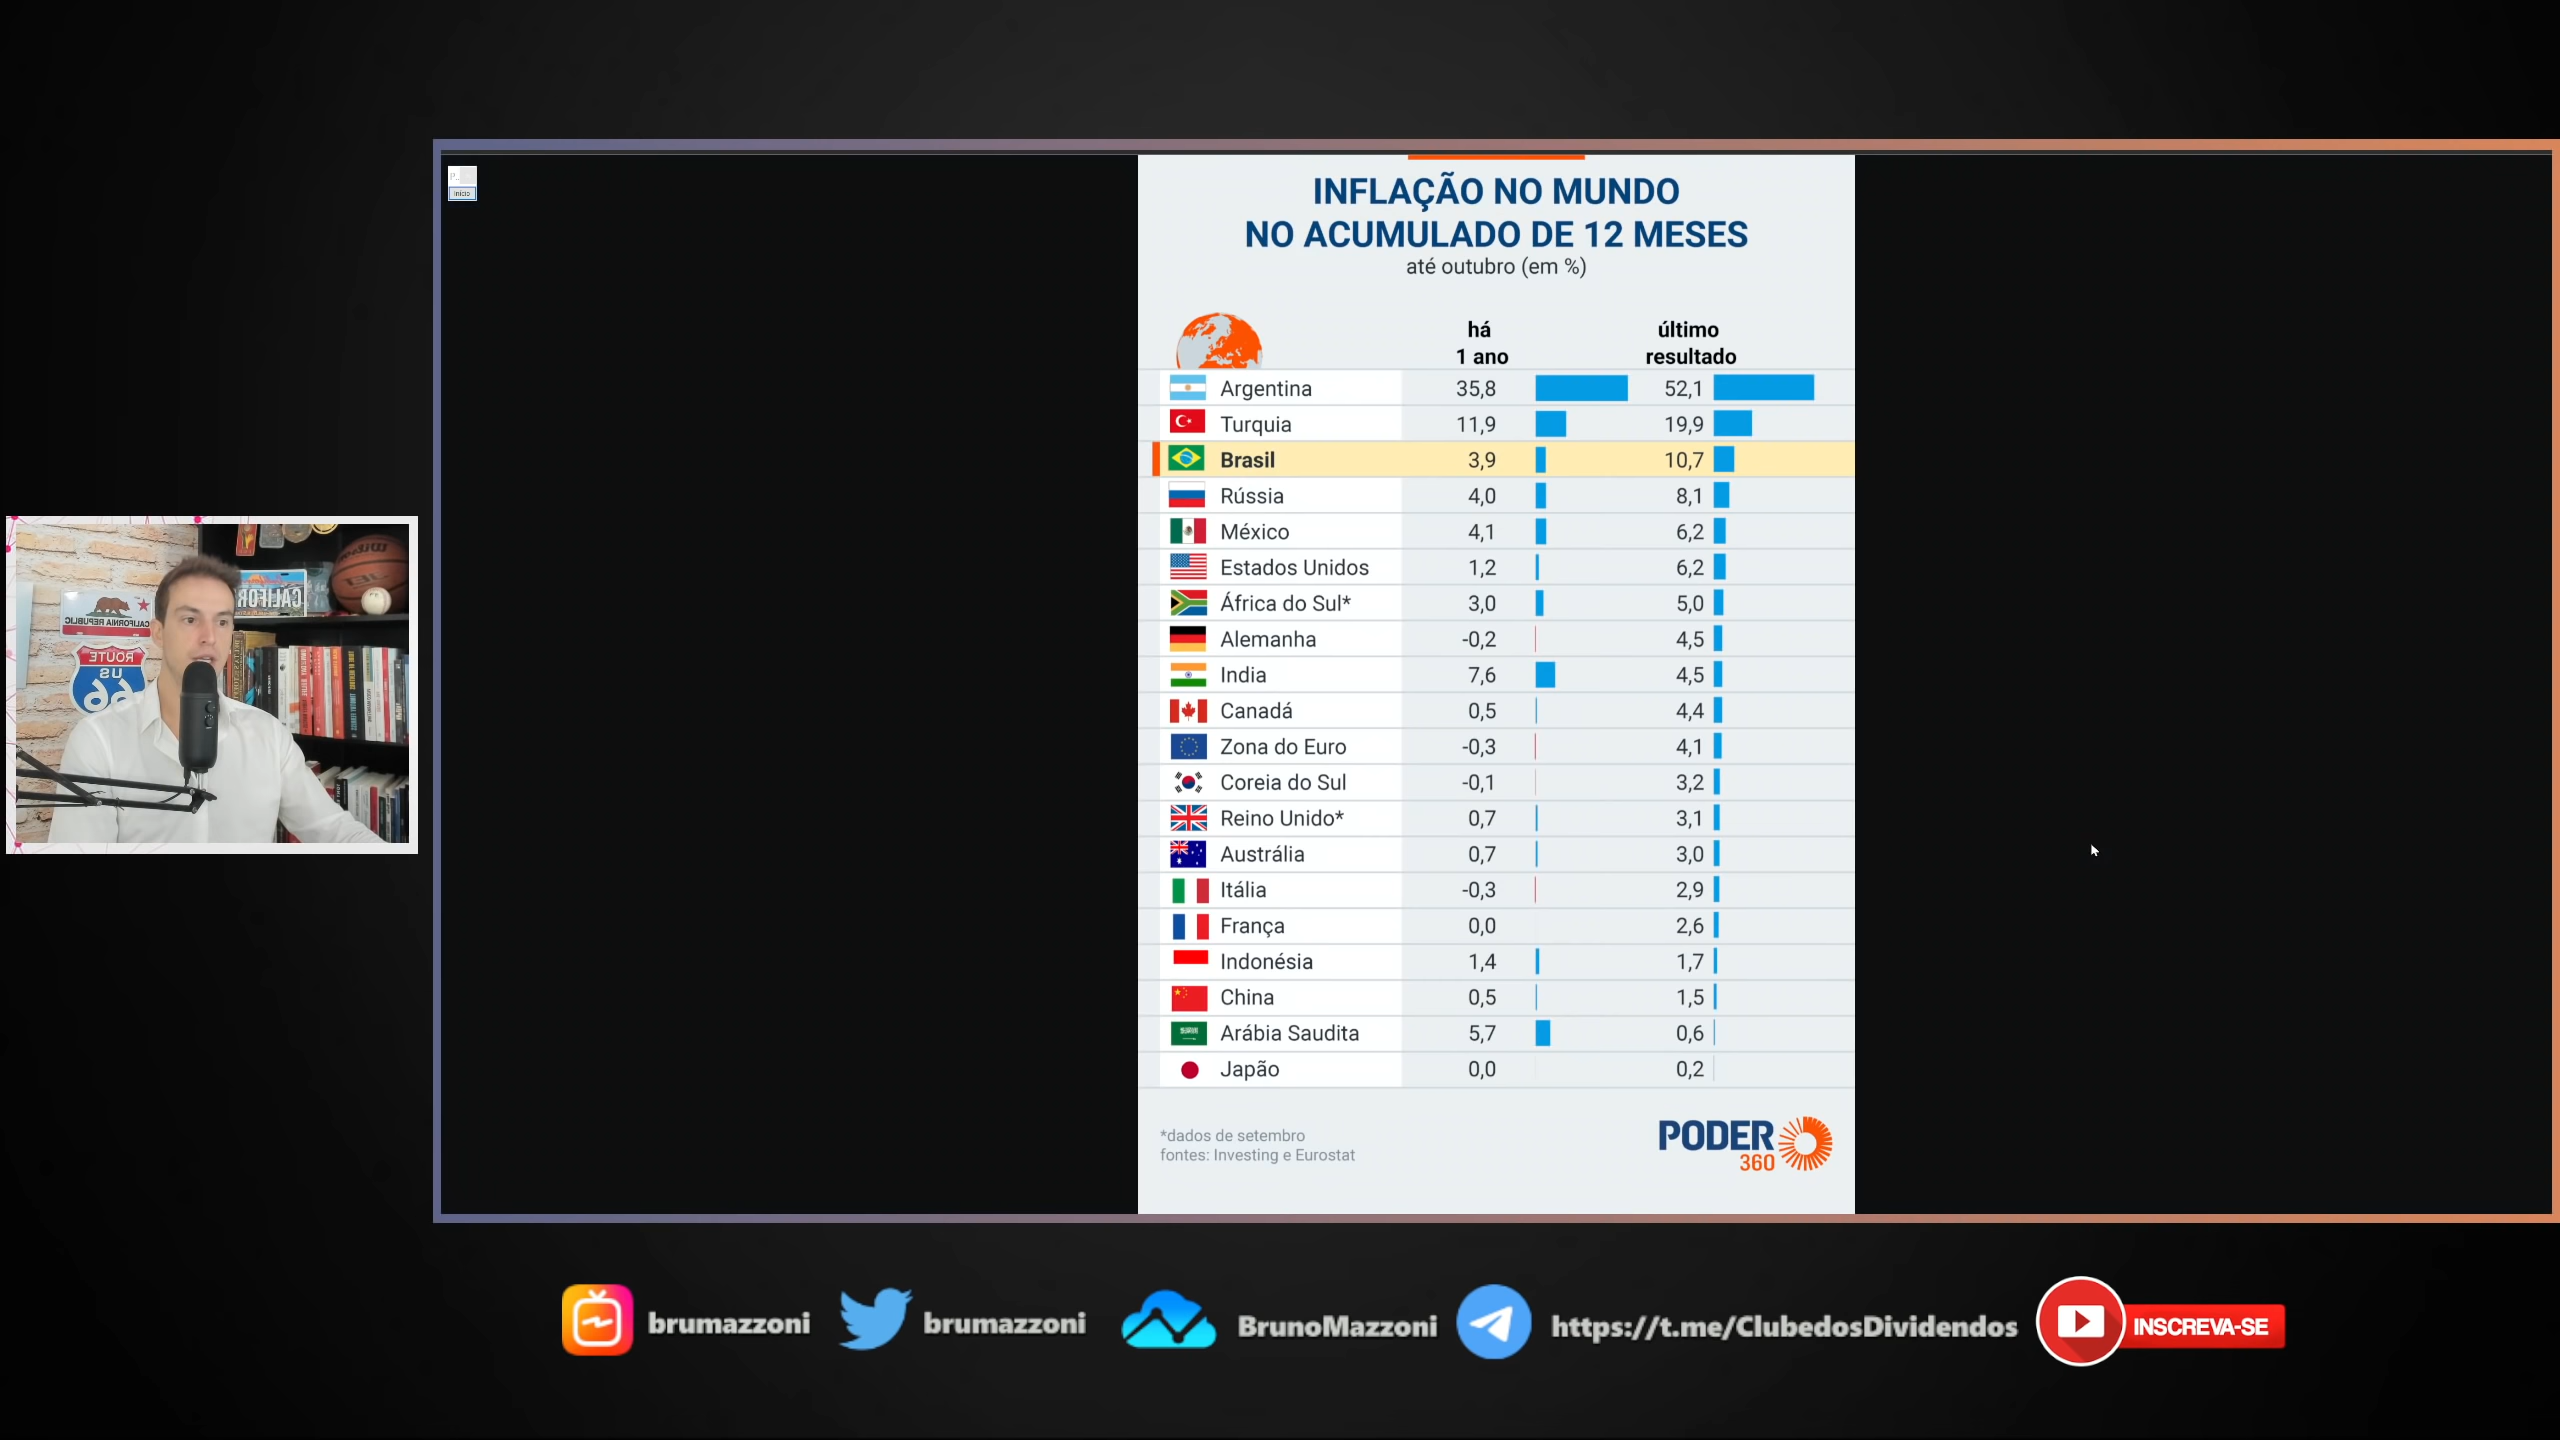 INFLAÇÃO NO MUNDO
NO ACUMULADO DE 12 MESES
até outubro (em %)
há
1 ano
último
resultado
Argentina 35,8 52,1
Turquia 11,9 19,9
Brasil 3,9 10,7
Rússia 4,0 8,1
México 4,1 6,2
Estados Unidos 1,2 6,2
África do Sul* 3,0 5,0
Alemanha -0,2 4,5
India 7,6 4,5
Canadá 0,5 4,4
Zona do Euro -0,3 4,1
Coreia do Sul -0,1 3,2
Reino Unido* 0,7 3,1
Austrália 0,7 3,0
Itália -0,3 2,9
França 0,0 2,6
Indonésia 1,4 1,7
China 0,5 1,5
Arábia Saudita 5,7 0,6
Japão 0,0 0,2
*dados de setembro
fontes: Investing e Eurostat
PODER
360
Início
Wilson
CALIFORNIA REPUBLIC
ROUTE
US
66
brumazzoni
brumazzoni
BrunoMazzoni
https://t.me/ClubedosDividendos
INSCREVA-SE